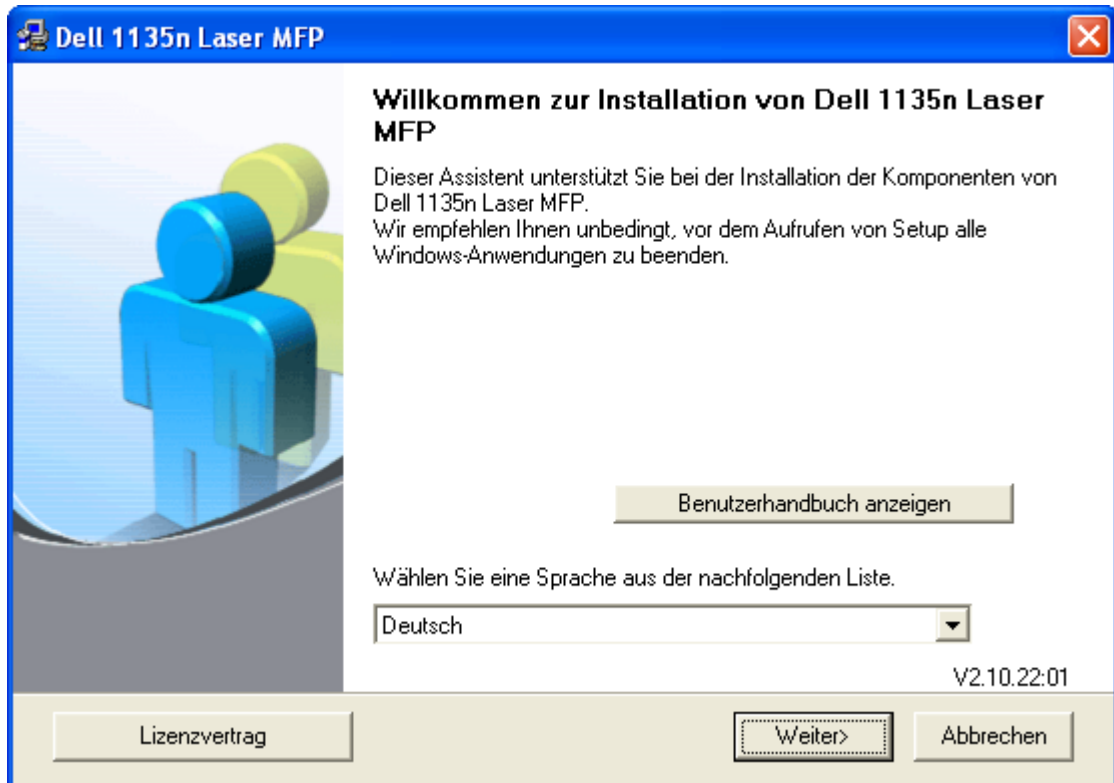 Dell 1135n Laser MFP
Willkommen zur Installation von Dell 1135n Laser
MFP
Dieser Assistent unterstützt Sie bei der Installation der Komponenten von
Dell 1135n Laser MFP.
Wir empfehlen Ihnen unbedingt, vor dem Aufrufen von Setup alle
Windows-Anwendungen zu beenden.
Benutzerhandbuch anzeigen
Wählen Sie eine Sprache aus der nachfolgenden Liste.
Deutsch
V2.10.22:01
Lizenzvertrag
Weiter>
Abbrechen